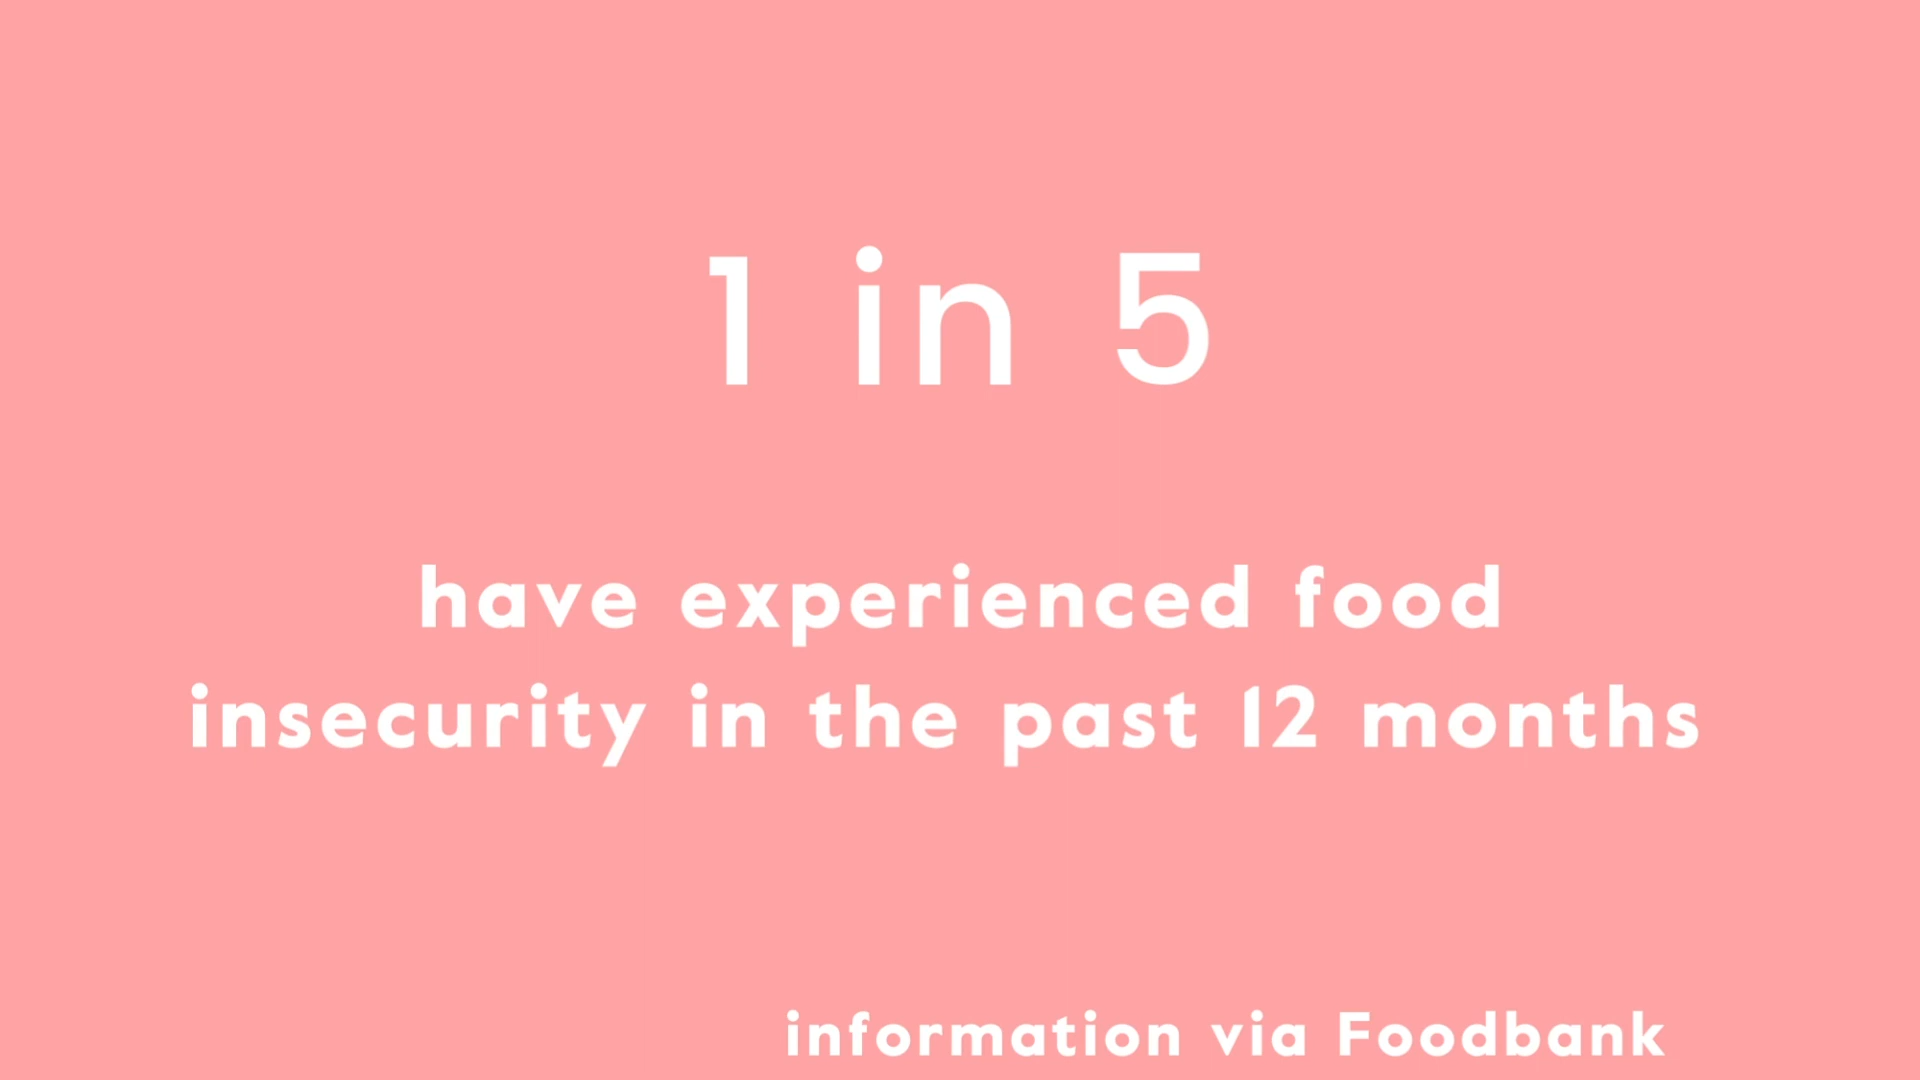 1 in 5
have experienced food
insecurity in the past 12 months
information via Foodbank